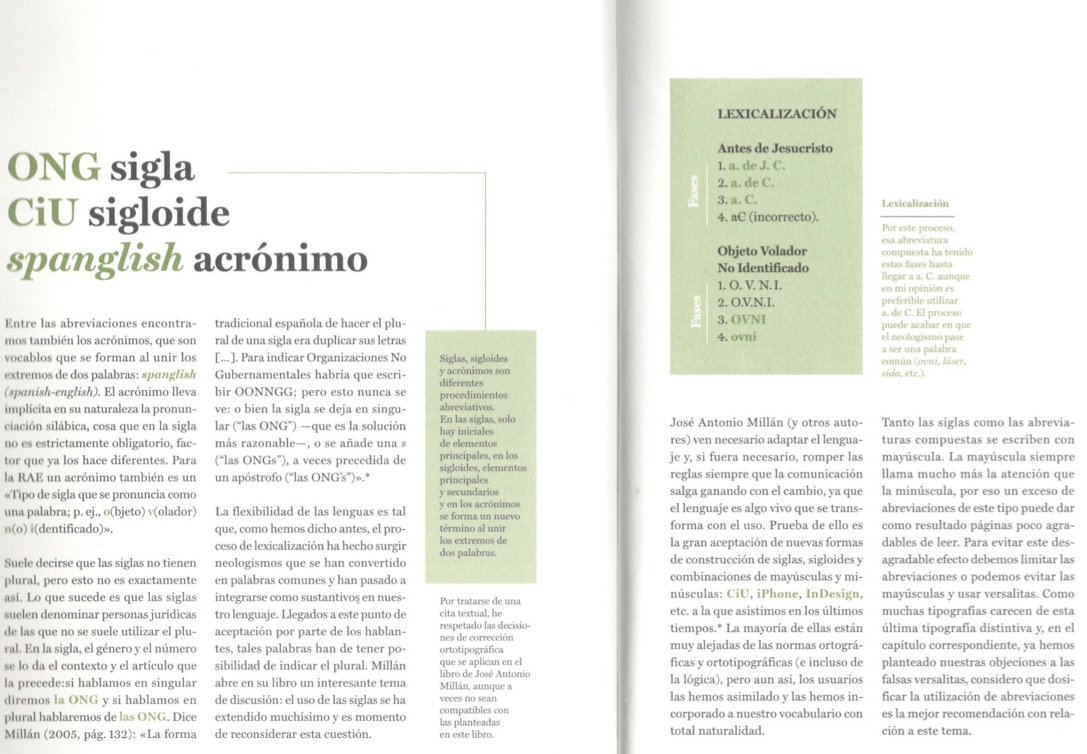 ONG sigla
CiU sigloide
spanglish acrónimo
Entre las abreviaciones encontra-
mos también los acrónimos, que son
vocablos que se forman al unir los
extremos de dos palabras: spanglish
(spanish-english). El acrónimo lleva
implícita en su naturaleza la pronun-
ciación silábica, cosa que en la sigla
no es estrictamente obligatorio, fac-
tor que ya los hace diferentes. Para
la RAE un acrónimo también es un
«Tipo de sigla que se pronuncia como
una palabra; p. ej., o(bjeto) v(olador)
n(o) i(dentificado)».
Suele decirse que las siglas no tienen
plural, pero esto no es exactamente
así. Lo que sucede es que las siglas
suelen denominar personas jurídicas
de las que no se suele utilizar el plu-
ral. En la sigla, el género y el número
se lo da el contexto y el artículo que
la precede:si hablamos en singular
diremos la ONG y si hablamos en
plural hablaremos de las ONG. Dice
Millán (2005, pág. 132): «La forma
tradicional española de hacer el plu-
ral de una sigla era duplicar sus letras
[...]. Para indicar Organizaciones No
Gubernamentales habría que escri-
bir OONNGG; pero esto nunca se
ve: o bien la sigla se deja en singu-
lar (“las ONG”) —que es la solución
más razonable—, o se añade una s
(“las ONGs”), a veces precedida de
un apóstrofo (“las ONG’s”)».*
La flexibilidad de las lenguas es tal
que, como hemos dicho antes, el pro-
ceso de lexicalización ha hecho surgir
neologismos que se han convertido
en palabras comunes y han pasado a
integrarse como sustantivos en nues-
tro lenguaje. Llegados a este punto de
aceptación por parte de los hablan-
tes, tales palabras han de tener po-
sibilidad de indicar el plural. Millán
abre en su libro un interesante tema
de discusión: el uso de las siglas se ha
extendido muchísimo y es momento
de reconsiderar esta cuestión.
Siglas, sigloides
y acrónimos son
diferentes
procedimientos
abreviativos.
En las siglas, solo
hay iniciales
de elementos
principales, en los
sigloides, elementos
principales
y secundarios
y en los acrónimos
se forma un nuevo
término al unir
los extremos de
dos palabras.
Por tratarse de una
cita textual, he
respetado las decisio-
nes de corrección
ortotipográfica
que se aplican en el
libro de José Antonio
Millán, aunque a
veces no sean
compatibles con
las planteadas
en este libro.
LEXICALIZACIÓN
Antes de Jesucristo
Fases
1. a. de J. C.
2. a. de C.
3. a. C.
4. a€ (incorrecto).
Objeto Volador
No Identificado
Fases
1. O. V. N. I.
2. O.V.N.I.
3. OVNI
4. ovni
Lexicalización
Por este proceso,
esa abreviatura
compuesta ha tenido
estas fases hasta
llegar a a. C. aunque
en mi opinión es
preferible utilizar
a. de C. El proceso
puede acabar en que
el neologismo pase
a ser una palabra
común (ovni, láser,
sida, etc.).
José Antonio Millán (y otros auto-
res) ven necesario adaptar el lengua-
je y, si fuera necesario, romper las
reglas siempre que la comunicación
salga ganando con el cambio, ya que
el lenguaje es algo vivo que se trans-
forma con el uso. Prueba de ello es
la gran aceptación de nuevas formas
de construcción de siglas, sigloides y
combinaciones de mayúsculas y mi-
núsculas: CiU, iPhone, InDesign,
etc. a la que asistimos en los últimos
tiempos.* La mayoría de ellas están
muy alejadas de las normas ortográ-
ficas y ortotipográficas (e incluso de
la lógica), pero aun así, los usuarios
las hemos asimilado y las hemos in-
corporado a nuestro vocabulario con
total naturalidad.
Tanto las siglas como las abrevia-
turas compuestas se escriben con
mayúscula. La mayúscula siempre
llama mucho más la atención que
la minúscula, por eso un exceso de
abreviaciones de este tipo puede dar
como resultado páginas poco agra-
dables de leer. Para evitar este des-
agradable efecto debemos limitar las
abreviaciones o podemos evitar las
mayúsculas y usar versalitas. Como
muchas tipografías carecen de esta
última tipografía distintiva y, en el
capítulo correspondiente, ya hemos
planteado nuestras objeciones a las
falsas versalitas, considero que dosi-
ficar la utilización de abreviaciones
es la mejor recomendación con rela-
ción a este tema.